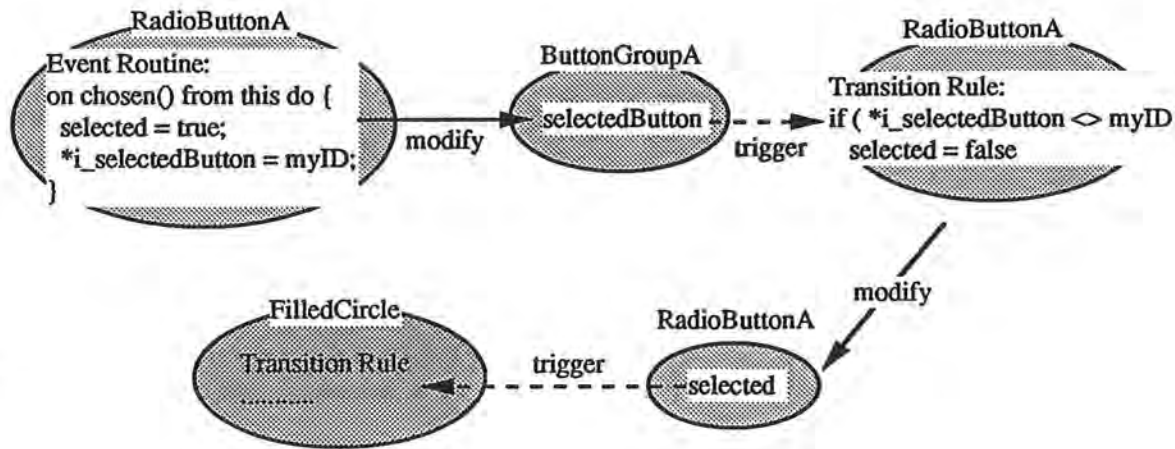 RadioButtonA
Event Routine:
on chosen() from this do {
selected = true;
*i_selectedButton = myID;
}
modify
ButtonGroupA
selectedButton
trigger
RadioButtonA
Transition Rule:
if ( *i_selectedButton <> myID
selected = false
modify
RadioButtonA
selected
trigger
FilledCircle
Transition Rule
...........